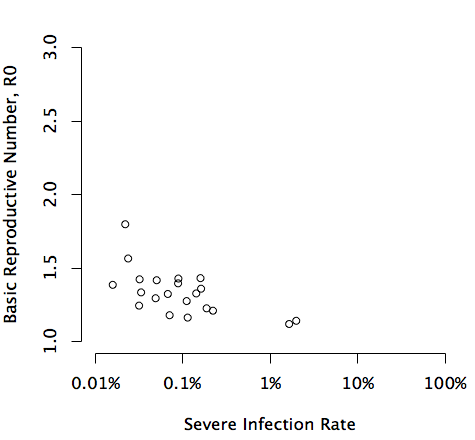 Basic Reproductive Number, R0
3.0
2.5
2.0
1.5
1.0
0.01% 0.1% 1% 10% 100%
Severe Infection Rate